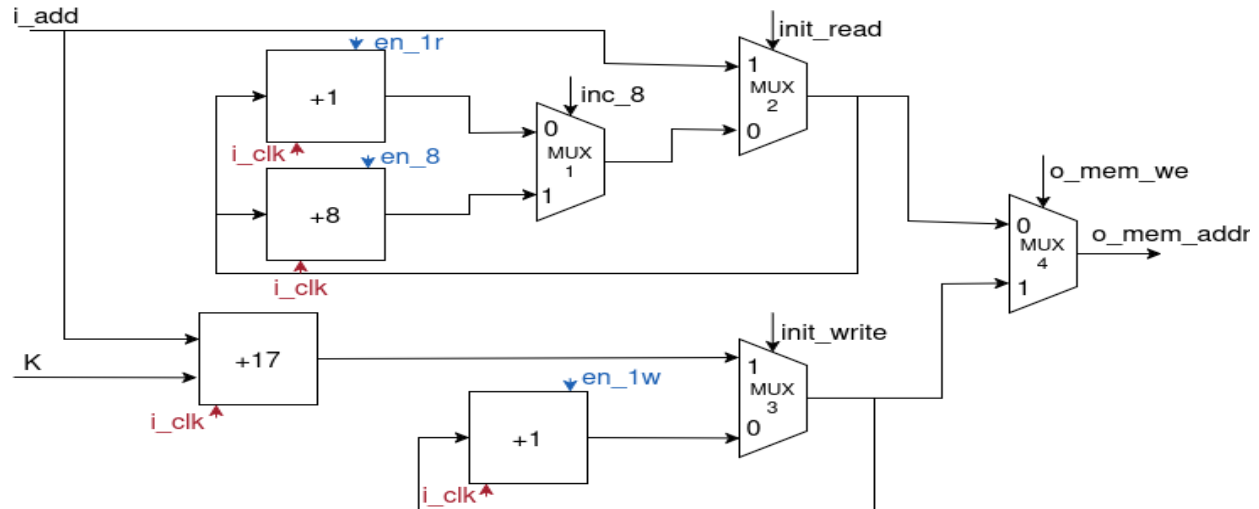 i_add
init_read
en_1r
+1
i_clk
inc_8
1
MUX
2
0
0
MUX
1
1
en_8
+8
i_clk
o_mem_we
0
MUX
4
1
o_mem_addr
K
+17
i_clk
init_write
1
MUX
3
0
en_1w
+1
i_clk